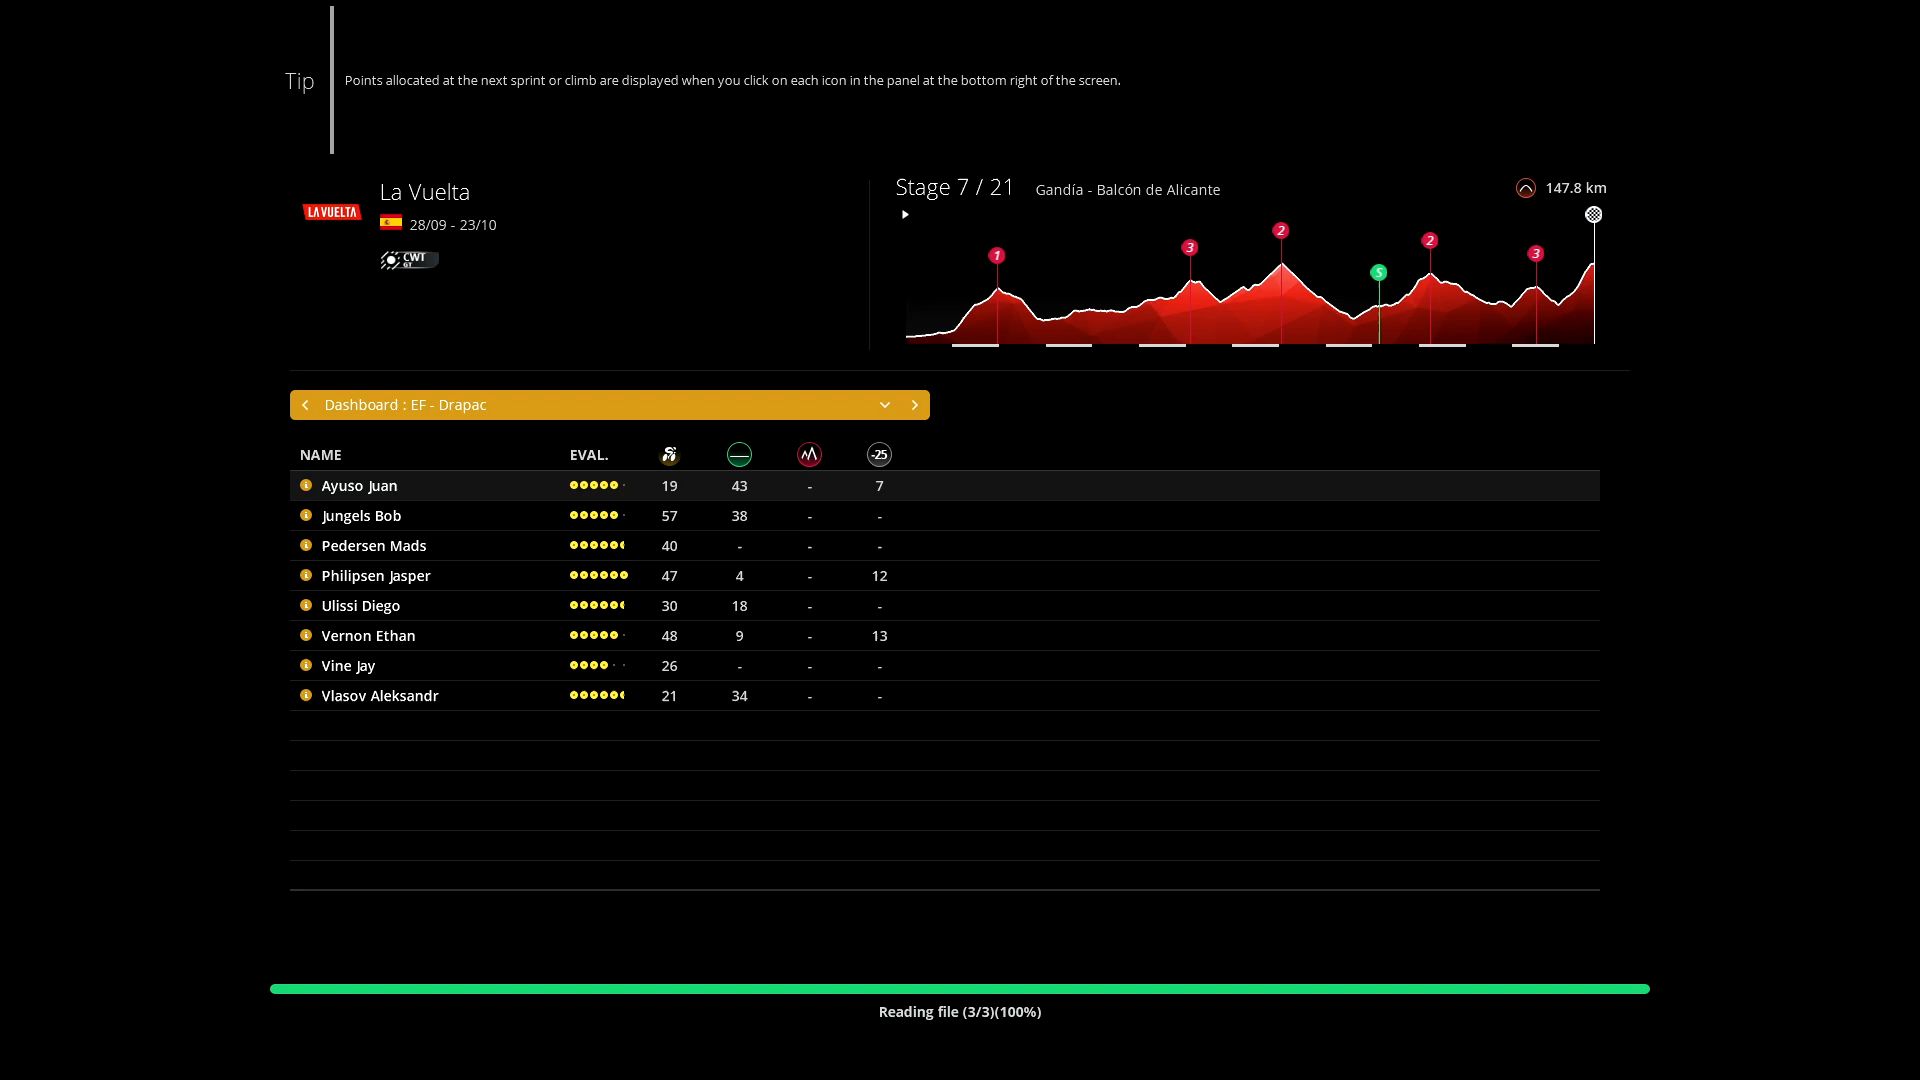 Tip
Points allocated at the next sprint or climb are displayed when you click on each icon in the panel at the bottom right of the screen.
LA VUELTA
La Vuelta
28/09 - 23/10
CWT
GT
Stage 7 / 21 Gandía - Balcón de Alicante 147.8 km
1 3 2 S 2 3
Dashboard : EF - Drapac
NAME EVAL. -25
Ayuso Juan 19 43 - 7
Jungels Bob 57 38 - -
Pedersen Mads 40 - - -
Philipsen Jasper 47 4 - 12
Ulissi Diego 30 18 - -
Vernon Ethan 48 9 - 13
Vine Jay 26 - - -
Vlasov Aleksandr 21 34 - -
Reading file (3/3)(100%)